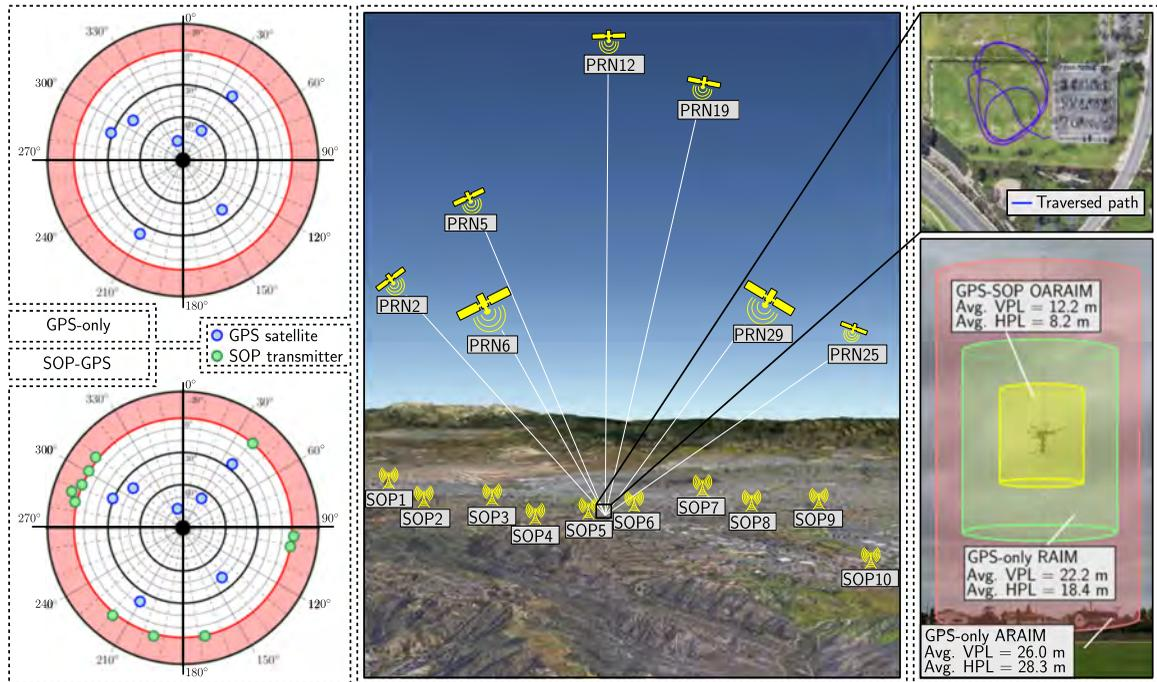 0°
30°
60°
90°
120°
150°
180°
210°
240°
270°
300°
330°
GPS-only
SOP-GPS
GPS satellite
SOP transmitter
0°
30°
60°
90°
120°
150°
180°
210°
240°
270°
300°
330°
PRN12
PRN19
PRN5
PRN2
PRN6
PRN29
PRN25
SOP1
SOP2
SOP3
SOP4
SOP5
SOP6
SOP7
SOP8
SOP9
SOP10
Traversed path
GPS-SOP OARAIM
Avg. VPL = 12.2 m
Avg. HPL = 8.2 m
GPS-only RAIM
Avg. VPL = 22.2 m
Avg. HPL = 18.4 m
GPS-only ARAIM
Avg. VPL = 26.0 m
Avg. HPL = 28.3 m